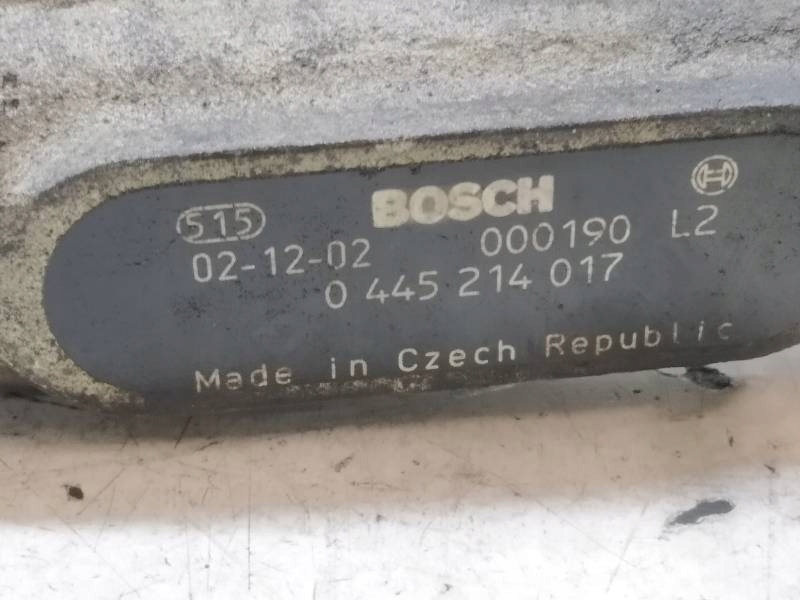 BOSCH
515
02-12-02 000190 L2
0 445 214 017
Made in Czech Republic